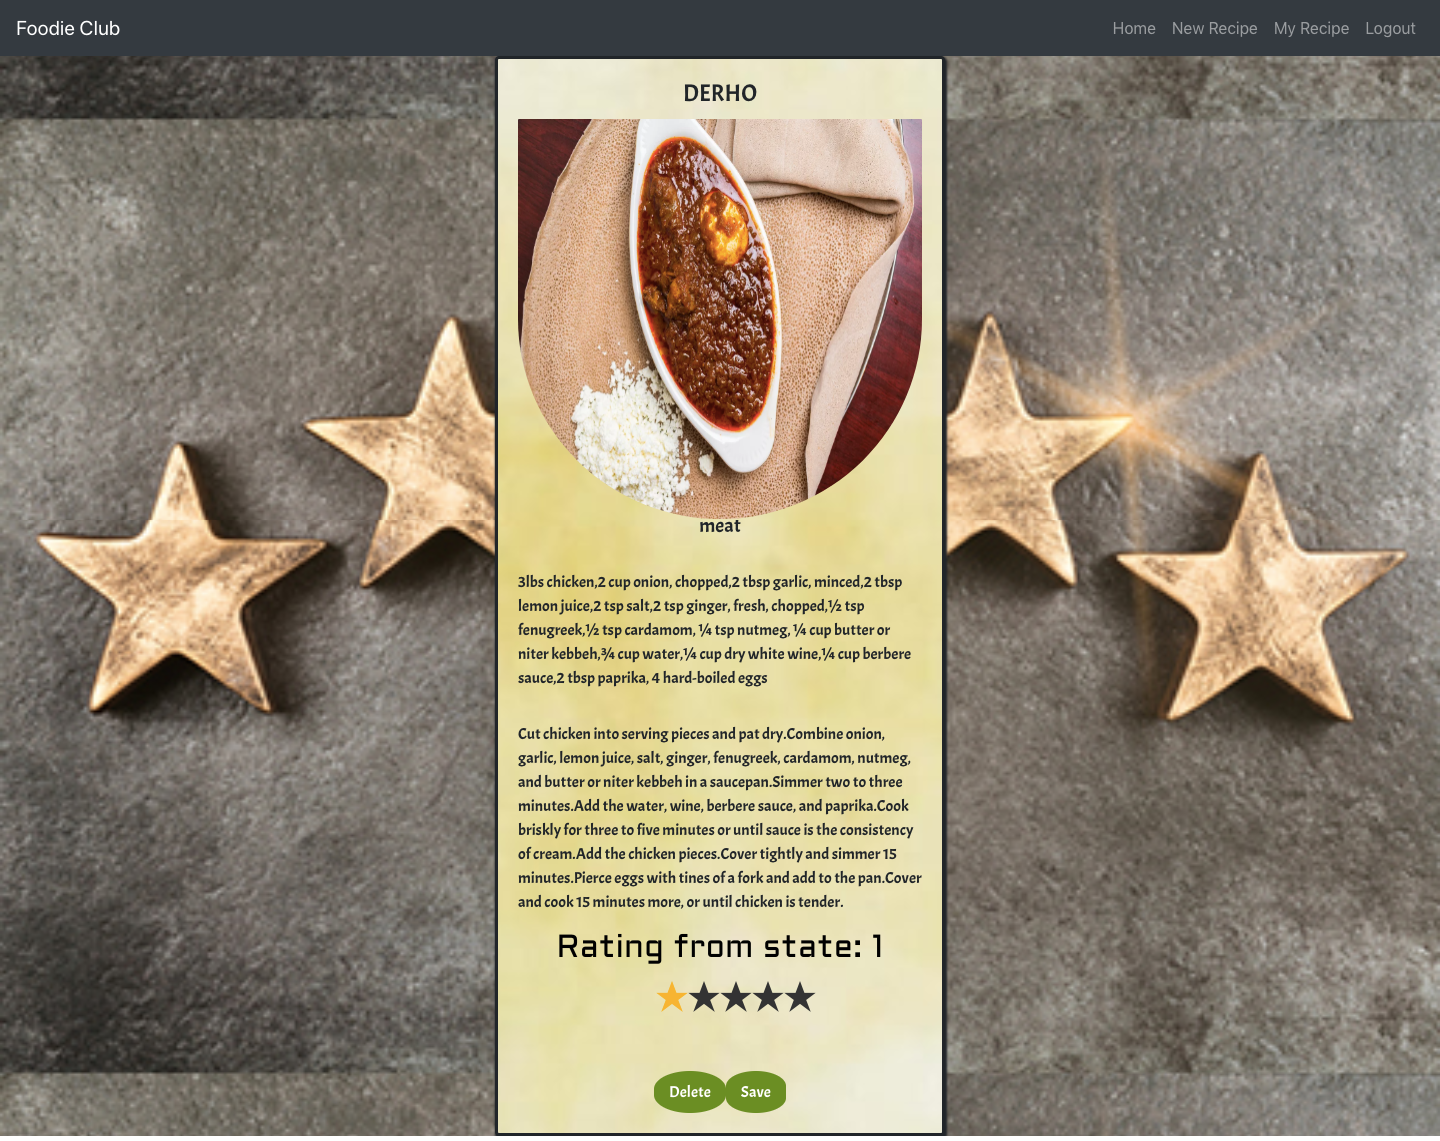 Foodie Club
Home New Recipe My Recipe Logout
DERHO
meat
3lbs chicken,2 cup onion, chopped,2 tbsp garlic, minced,2 tbsp
lemon juice,2 tsp salt,2 tsp ginger, fresh, chopped,½ tsp
fenugreek,½ tsp cardamom, ¼ tsp nutmeg, ¼ cup butter or
niter kebbeh,¾ cup water,¼ cup dry white wine,¼ cup berbere
sauce,2 tbsp paprika, 4 hard-boiled eggs
Cut chicken into serving pieces and pat dry.Combine onion,
garlic, lemon juice, salt, ginger, fenugreek, cardamom, nutmeg,
and butter or niter kebbeh in a saucepan.Simmer two to three
minutes.Add the water, wine, berbere sauce, and paprika.Cook
briskly for three to five minutes or until sauce is the consistency
of cream.Add the chicken pieces.Cover tightly and simmer 15
minutes.Pierce eggs with tines of a fork and add to the pan.Cover
and cook 15 minutes more, or until chicken is tender.
Rating from state: 1
Delete Save